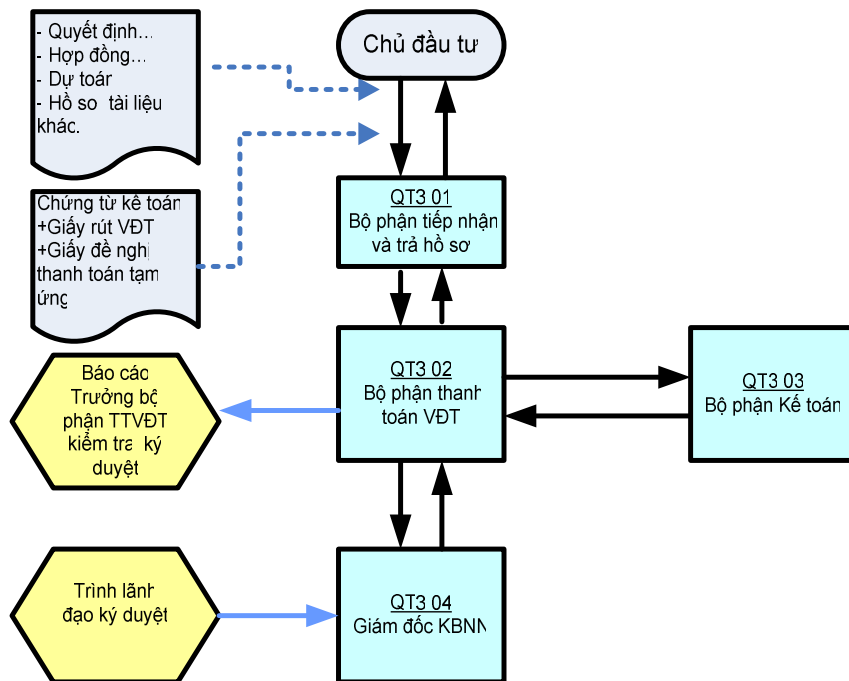 - Quyết định...
- Hợp đồng...
- Dự toán
- Hồ sơ tài liệu
khác.
Chủ đầu tư
Chứng từ kế toán
+Giấy rút VĐT
+Giấy đề nghị
thanh toán tạm
ứng
QT3 01
Bộ phận tiếp nhận
và trả hồ sơ
Báo cáo
Trưởng bộ
phận TTVĐT
kiểm tra ký
duyệt
QT3 02
Bộ phận thanh
toán VĐT
QT3 03
Bộ phận Kế toán
Trình lãnh
đạo ký duyệt
QT3 04
Giám đốc KBNN